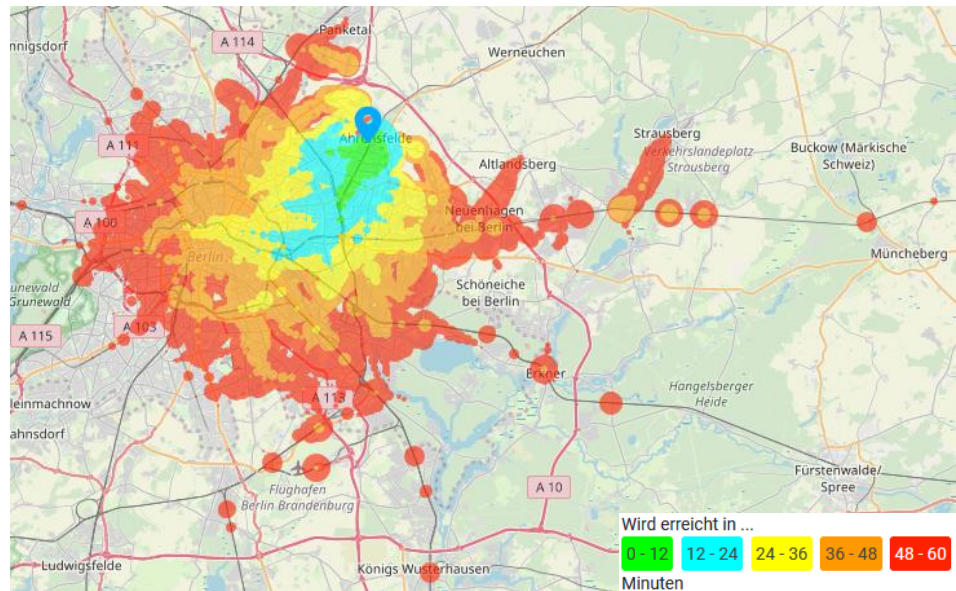 nnigsdorf
A 114
Panketal
Werneuchen
A 111
Ahrensfelde
Strausberg
Altlandsberg
Verkehrslandeplatz
Strausberg
Buckow (Märkische
Schweiz)
A 100
Neuenhagen
bei Berlin
Berlin
Müncheberg
unewald
Grunewald
Schöneiche
bei Berlin
A 115
A 103
Erkner
Hangelsberger
Heide
leinmachnow
A 113
ahnsdorf
Fürstenwalde/
Spree
Flughafen
Berlin Brandenburg
A 10
Ludwigsfelde
Königs Wusterhausen
Wird erreicht in ...
0 - 12 12 - 24 24 - 36 36 - 48 48 - 60
Minuten